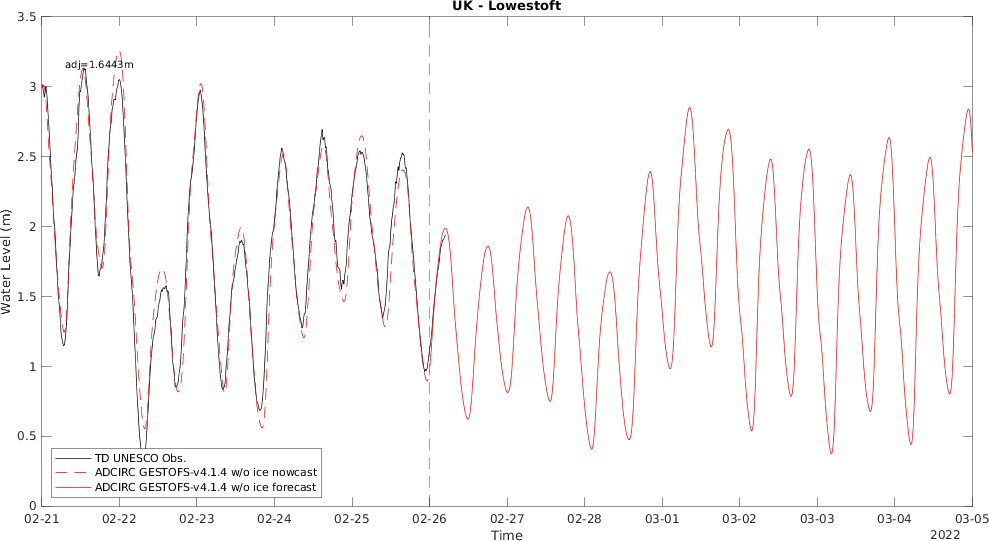 UK - Lowestoft
3.5
3
2.5
2
1.5
1
0.5
0
Water Level (m)
adj=1.6443m
TD UNESCO Obs.
ADCIRC GESTOFS-v4.1.4 w/o ice nowcast
ADCIRC GESTOFS-v4.1.4 w/o ice forecast
02-21 02-22 02-23 02-24 02-25 02-26 02-27 02-28 03-01 03-02 03-03 03-04 03-05
Time
2022